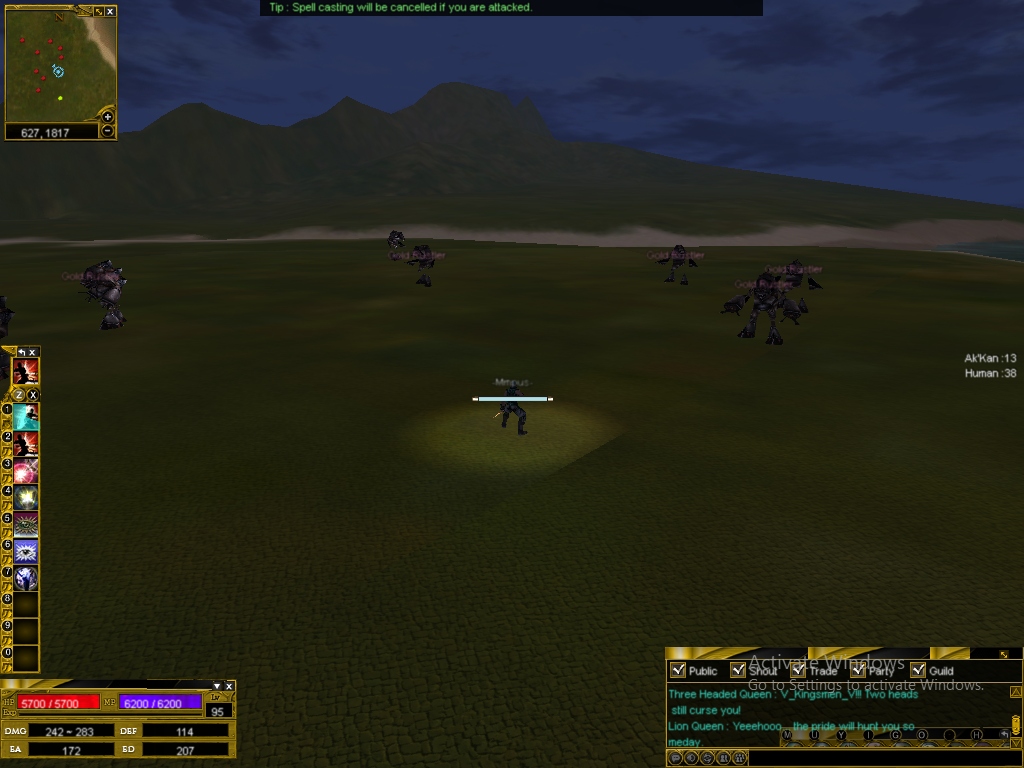 Tip : Spell casting will be cancelled if you are attacked.
N
627,1817
Gold Rustler
Gold Rustler
Gold Rustler
Gold Rustler
Gold Rustler
Ak'Kan :13
Human :38
Z X
1
2
3
4
5
6
7
8
9
0
HP 5700 / 5700 MP 6200 / 6200 Lv
Exp 95
DMG 242 ~ 283 DEF 114
EA 172 ED 207
Public Shout Trade Party Guild
Activate Windows
Go to Settings to activate Windows.
Three Headed Queen : V_Kingsmen_V!!! Two heads
still curse you!
Lion Queen : Yeeehooo... the pride will hunt you so
meday
M U Y I G O H